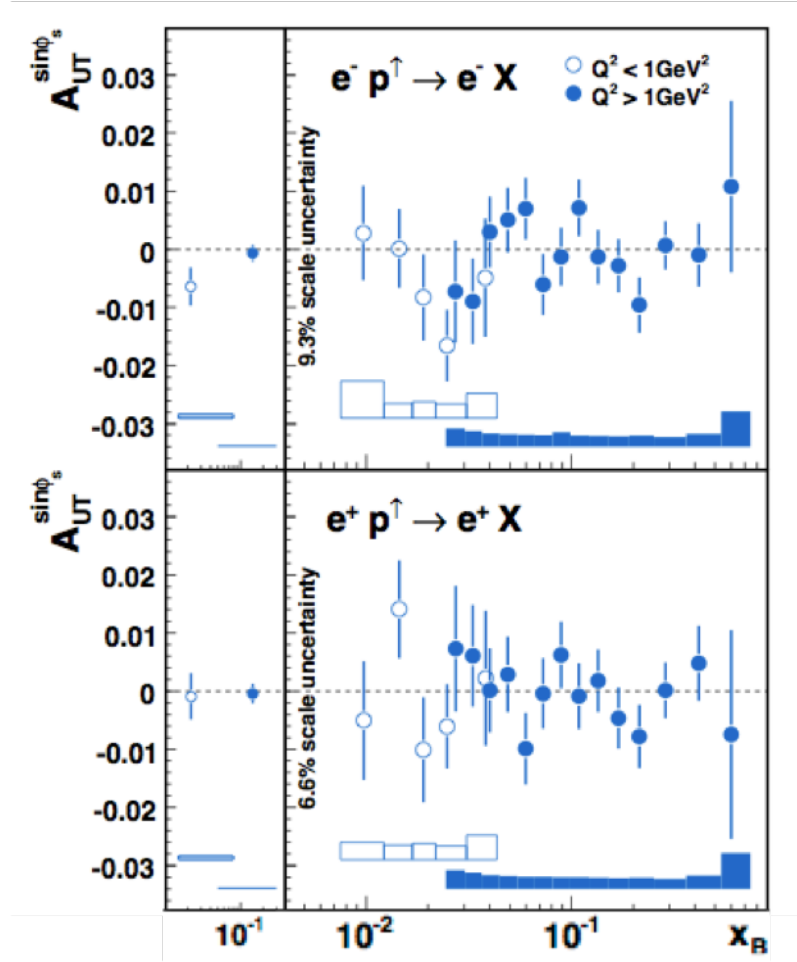 A_UT^sinϕ_s
0.03
0.02
0.01
0
-0.01
-0.02
-0.03
e⁻ p↑ → e⁻ X
Q² < 1GeV²
Q² > 1GeV²
9.3% scale uncertainty
A_UT^sinϕ_s
0.03
0.02
0.01
0
-0.01
-0.02
-0.03
e⁺ p↑ → e⁺ X
6.6% scale uncertainty
10⁻¹ 10⁻² 10⁻¹ x_B